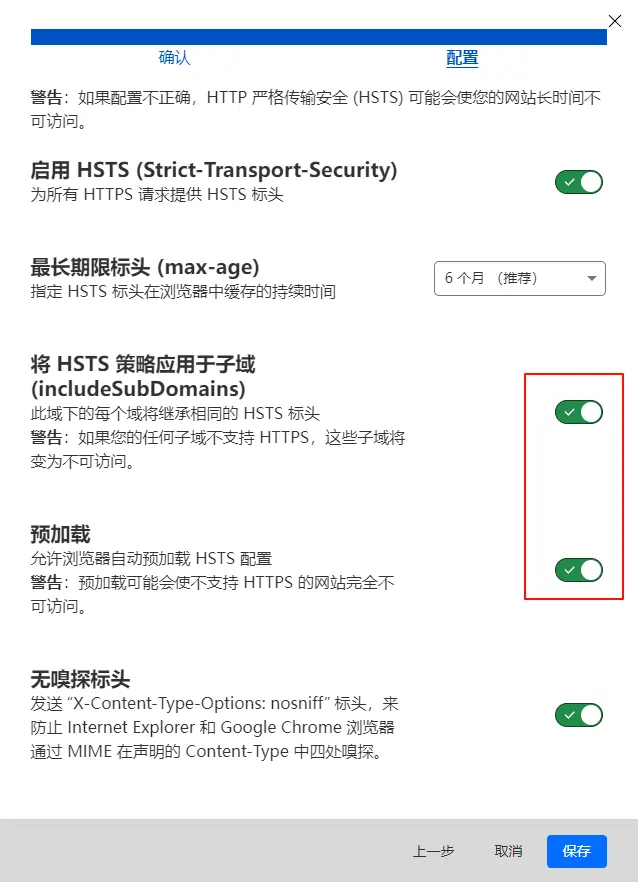 确认
配置
警告：如果配置不正确，HTTP 严格传输安全 (HSTS) 可能会使您的网站长时间不
可访问。
启用 HSTS (Strict-Transport-Security)
为所有 HTTPS 请求提供 HSTS 标头
最长期限标头 (max-age)
指定 HSTS 标头在浏览器中缓存的持续时间
6 个月 （推荐）
将 HSTS 策略应用于子域
(includeSubDomains)
此域下的每个域将继承相同的 HSTS 标头
警告：如果您的任何子域不支持 HTTPS，这些子域将
变为不可访问。
预加载
允许浏览器自动预加载 HSTS 配置
警告：预加载可能会使不支持 HTTPS 的网站完全不
可访问。
无嗅探标头
发送 “X-Content-Type-Options: nosniff” 标头，来
防止 Internet Explorer 和 Google Chrome 浏览器
通过 MIME 在声明的 Content-Type 中四处嗅探。
上一步
取消
保存